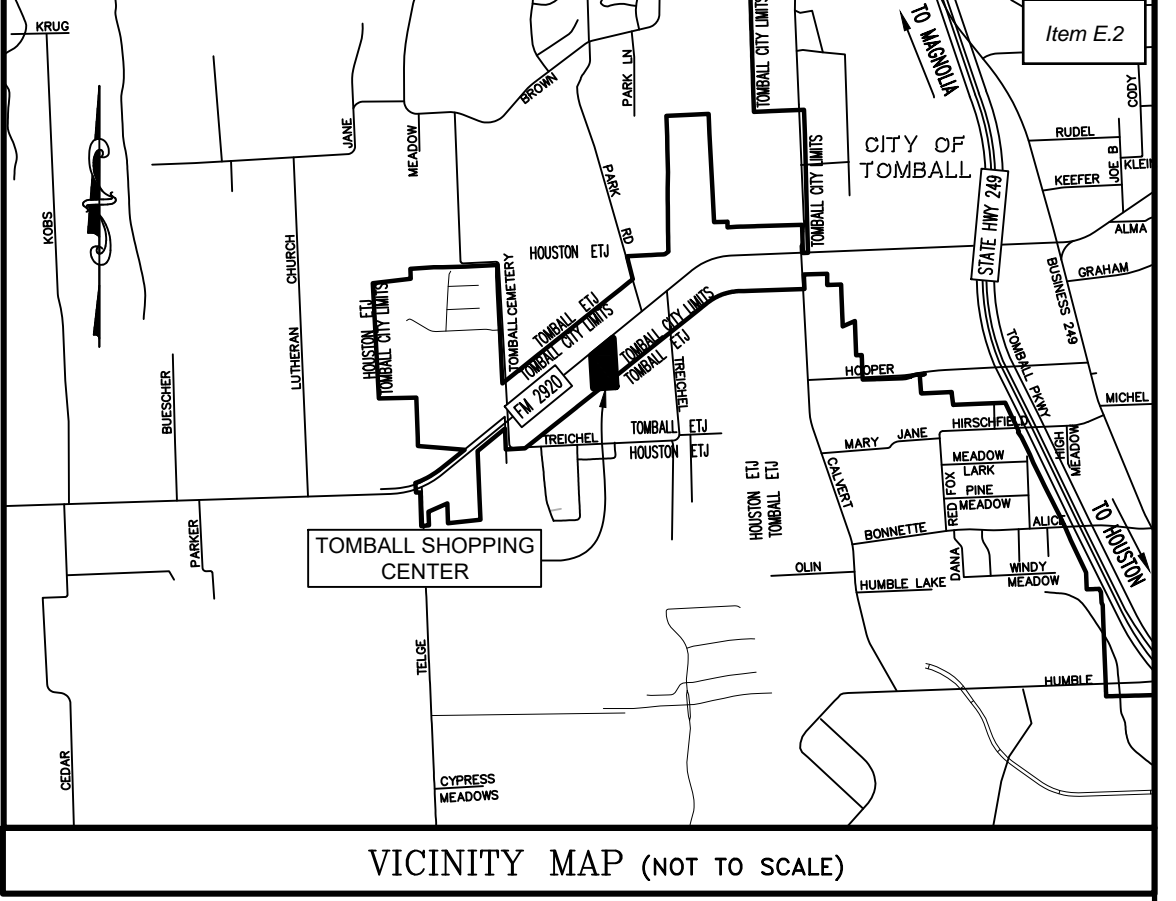 KRUG
Item E.2
TO MAGNOLIA
TOMBALL CITY LIMITS
PARK LN
BROWN
CODY
JANE
MEADOW
CITY OF
TOMBALL
RUDEL
JOE B
KLEI
KEEFER
TOMBALL CITY LIMITS
PARK
RD
STATE HWY 249
KOBS
CHURCH
ALMA
HOUSTON ETJ
GRAHAM
BUSINESS 249
TOMBALL CEMETERY
HOUSTON ETJ
TOMBALL CITY LIMITS
TOMBALL ETJ
TOMBALL CITY LIMITS
TOMBALL CITY LIMITS
TOMBALL ETJ
LUTHERAN
BUESCHER
FM 2920
TREICHEL
HOOPER
TOMBALL PKWY
MICHEL
TREICHEL
TOMBALL ETJ
HOUSTON ETJ
MARY JANE
HIRSCHFIELD
HIGH
MEADOW
MEADOW
LARK
PINE
MEADOW
RED FOX
CALVERT
HOUSTON ETJ
TOMBALL ETJ
PARKER
TOMBALL SHOPPING
CENTER
BONNETTE
ALICE
TO HOUSTON
DANA
WINDY
MEADOW
OLIN
HUMBLE LAKE
TELGE
HUMBLE
CEDAR
CYPRESS
MEADOWS
VICINITY MAP (NOT TO SCALE)